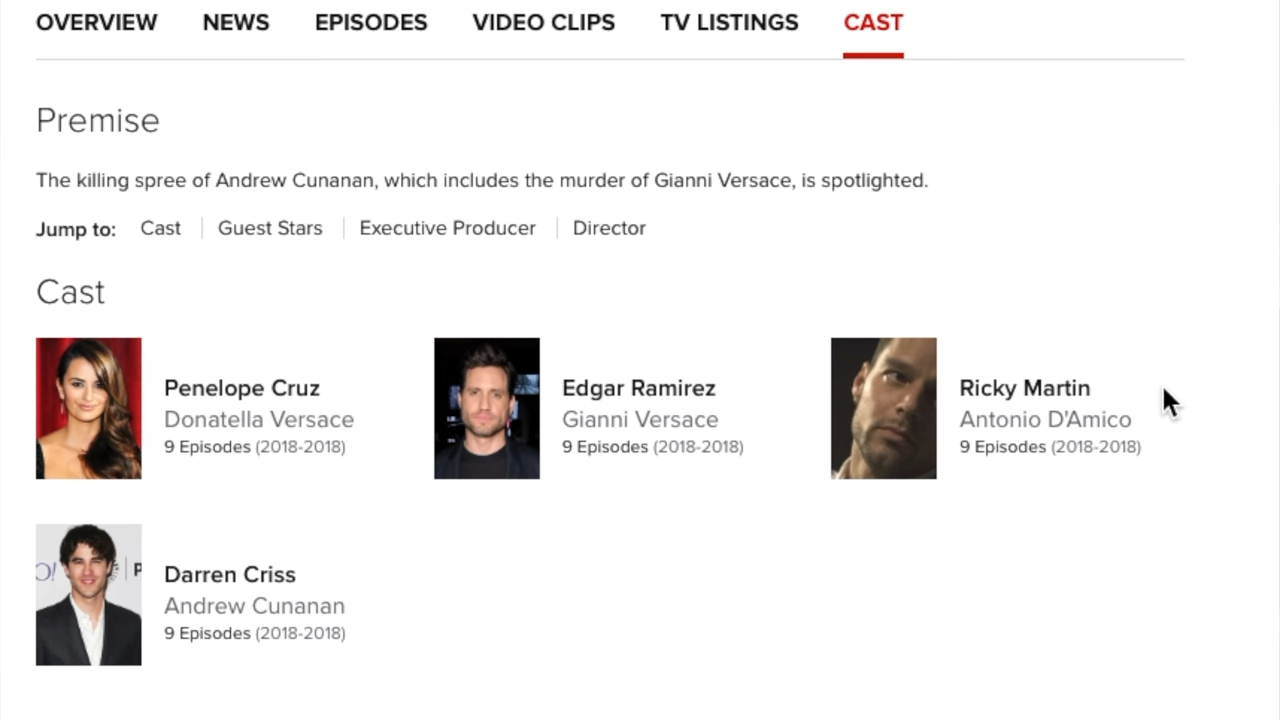 OVERVIEW NEWS EPISODES VIDEO CLIPS TV LISTINGS CAST
Premise
The killing spree of Andrew Cunanan, which includes the murder of Gianni Versace, is spotlighted.
Jump to: Cast Guest Stars Executive Producer Director
Cast
Penelope Cruz
Donatella Versace
9 Episodes (2018-2018)
Edgar Ramirez
Gianni Versace
9 Episodes (2018-2018)
Ricky Martin
Antonio D'Amico
9 Episodes (2018-2018)
Darren Criss
Andrew Cunanan
9 Episodes (2018-2018)